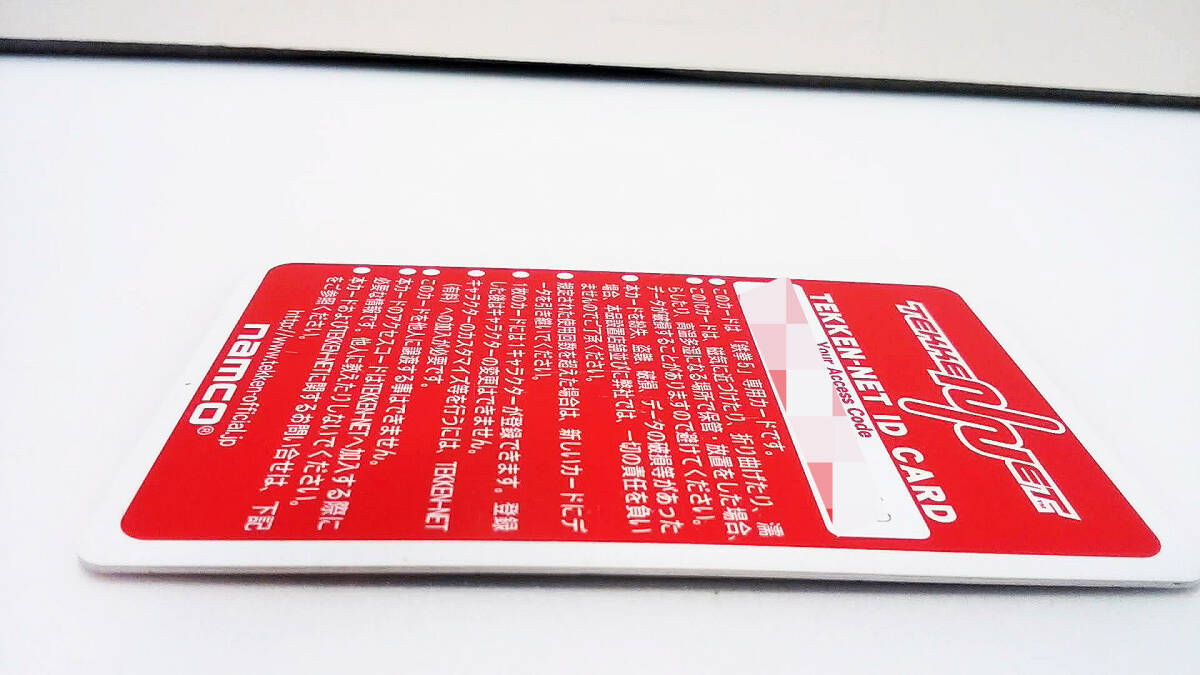 TEKKEN NET
TEKKEN-NET ID CARD
Your Access Code
●このカードは、「鉄拳5」専用カードです。
●このICカードは、磁気に近づけたり、折り曲げたり、濡
らしたり、高温多湿になる場所で保管・放置をした場合、
データが破損することがありますので避けてください。
●本カードを紛失、盗難、破損、データの破損等があった
場合、本品設置店舗並びに弊社では、一切の責任を負い
ませんのでご了承ください。
●規定された使用回数を超えた場合は、新しいカードにデ
ータを引き継いでください。
●1枚のカードには1キャラクターが登録できます。登録
した後はキャラクターの変更はできません。
●キャラクターのカスタマイズ等を行うには、TEKKEN-NET
(有料)への加入が必要です。
●このカードを他人に譲渡する事はできません。
●本カードのアクセスコードはTEKKEN-NETへ加入する際に
必要な情報です。他人に教えたりしないでください。
●本カードおよびTEKKEN-NETに関するお問い合せは、下記
をご参照ください。
http://www.tekken-official.jp
namco®